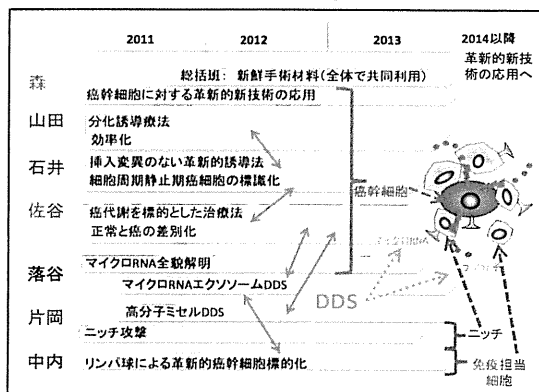 2011 2012 2013 2014以降
革新的新技
術の応用へ
総括班： 新鮮手術材料(全体で共同利用)
森
癌幹細胞に対する革新的新技術の応用
山田
分化誘導療法
効率化
石井
挿入変異のない革新的誘導法
細胞周期静止期癌細胞の標識化
癌幹細胞
佐谷
癌代謝を標的とした治療法
正常と癌の差別化
落谷
マイクロRNA全貌解明
マイクロRNAエクソソームDDS
DDS
片岡
高分子ミセルDDS
ニッチ攻撃
ニッチ
中内
リンパ球による革新的癌幹細胞標的化
免疫担当
細胞